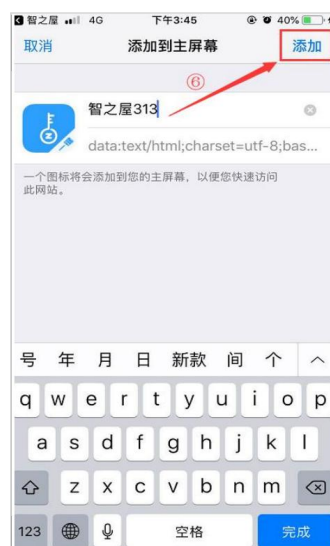 智之屋 4G 下午3:45 40%
取消 添加到主屏幕 添加
⑥
智之屋313
data:text/html;charset=utf-8;bas...
一个图标将会添加到您的主屏幕，以便您快速访问
此网站。
号 年 月 日 新款 间 个
q w e r t y u i o p
a s d f g h j k l
z x c v b n m
123 空格 完成